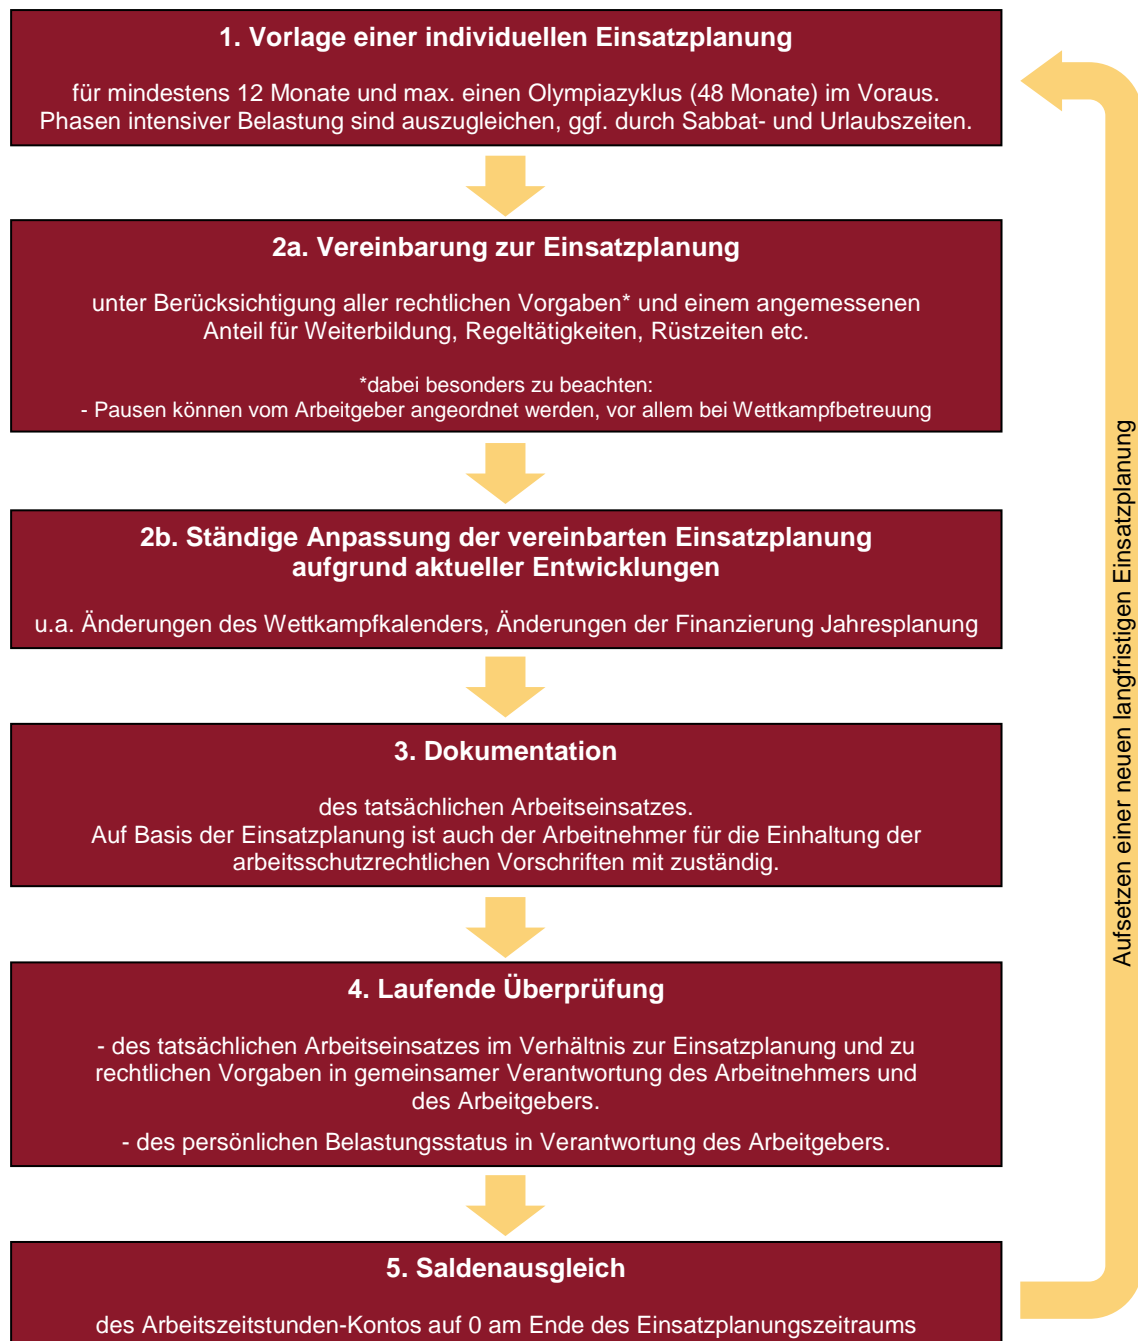 1. Vorlage einer individuellen Einsatzplanung
für mindestens 12 Monate und max. einen Olympiazyklus (48 Monate) im Voraus.
Phasen intensiver Belastung sind auszugleichen, ggf. durch Sabbat- und Urlaubszeiten.
2a. Vereinbarung zur Einsatzplanung
unter Berücksichtigung aller rechtlichen Vorgaben* und einem angemessenen
Anteil für Weiterbildung, Regeltätigkeiten, Rüstzeiten etc.
*dabei besonders zu beachten:
- Pausen können vom Arbeitgeber angeordnet werden, vor allem bei Wettkampfbetreuung
2b. Ständige Anpassung der vereinbarten Einsatzplanung
aufgrund aktueller Entwicklungen
u.a. Änderungen des Wettkampfkalenders, Änderungen der Finanzierung Jahresplanung
3. Dokumentation
des tatsächlichen Arbeitseinsatzes.
Auf Basis der Einsatzplanung ist auch der Arbeitnehmer für die Einhaltung der
arbeitsschutzrechtlichen Vorschriften mit zuständig.
4. Laufende Überprüfung
- des tatsächlichen Arbeitseinsatzes im Verhältnis zur Einsatzplanung und zu
rechtlichen Vorgaben in gemeinsamer Verantwortung des Arbeitnehmers und
des Arbeitgebers.
- des persönlichen Belastungsstatus in Verantwortung des Arbeitgebers.
5. Saldenausgleich
des Arbeitszeitstunden-Kontos auf 0 am Ende des Einsatzplanungszeitraums
Aufsetzen einer neuen langfristigen Einsatzplanung